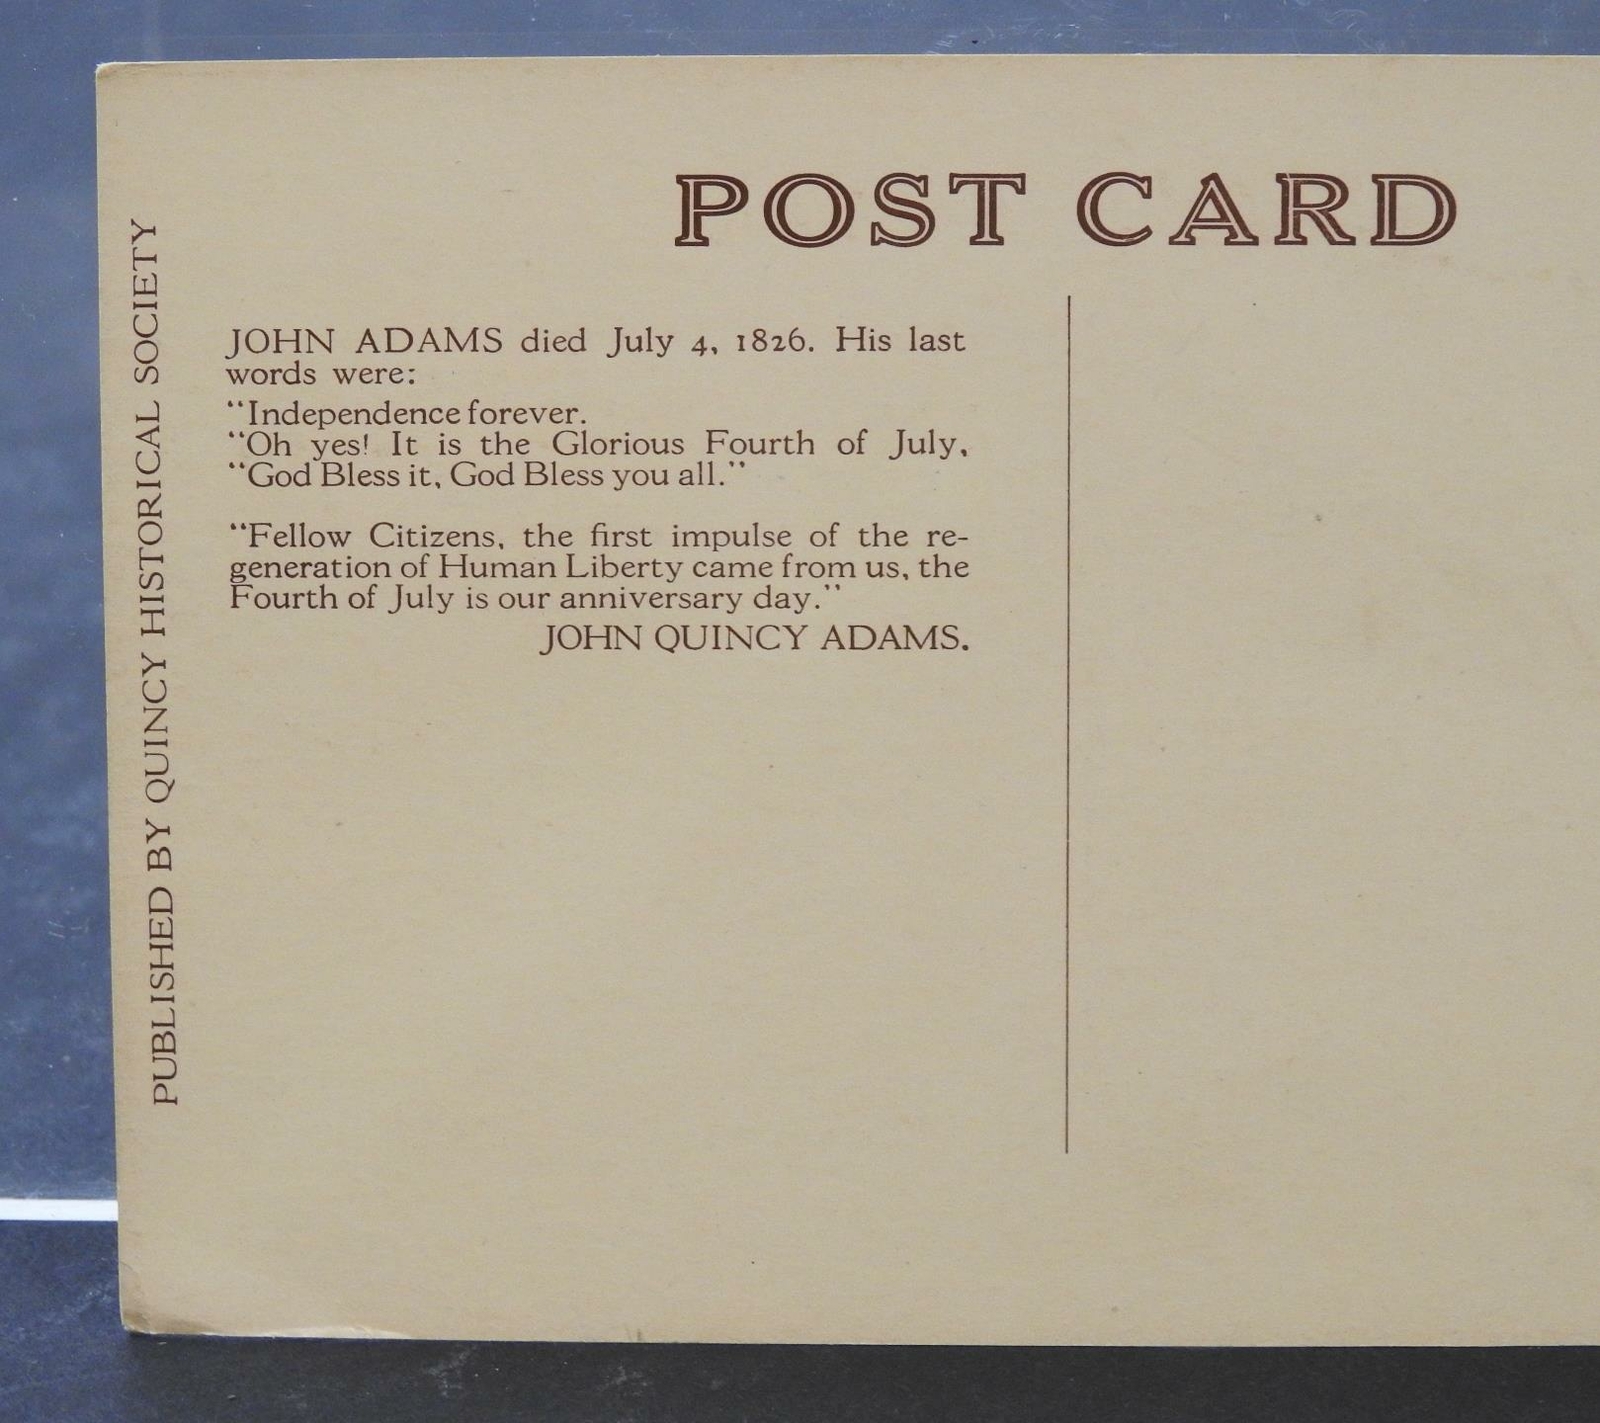 POST CARD
JOHN ADAMS died July 4, 1826. His last
words were:
"Independence forever.
"Oh yes! It is the Glorious Fourth of July,
"God Bless it, God Bless you all."
"Fellow Citizens, the first impulse of the re-
generation of Human Liberty came from us, the
Fourth of July is our anniversary day."
JOHN QUINCY ADAMS.
PUBLISHED BY QUINCY HISTORICAL SOCIETY